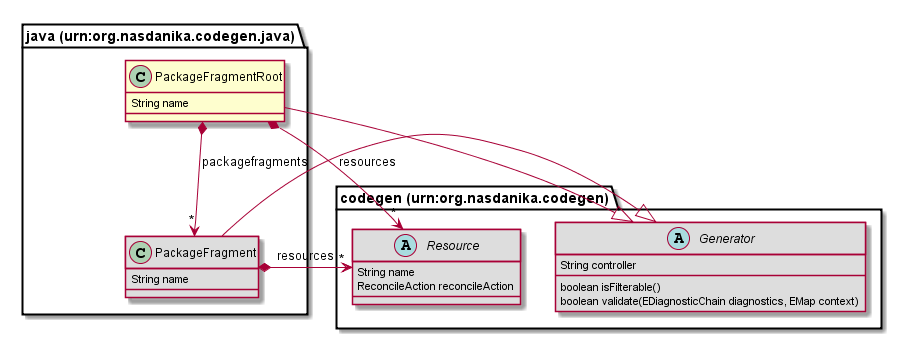 java (urn:org.nasdanika.codegen.java)
C PackageFragmentRoot
String name
packagefragments
resources
*
*
codegen (urn:org.nasdanika.codegen)
C PackageFragment
String name
resources
*
A Resource
String name
ReconcileAction reconcileAction
A Generator
String controller
boolean isFilterable()
boolean validate(EDiagnosticChain diagnostics, EMap context)